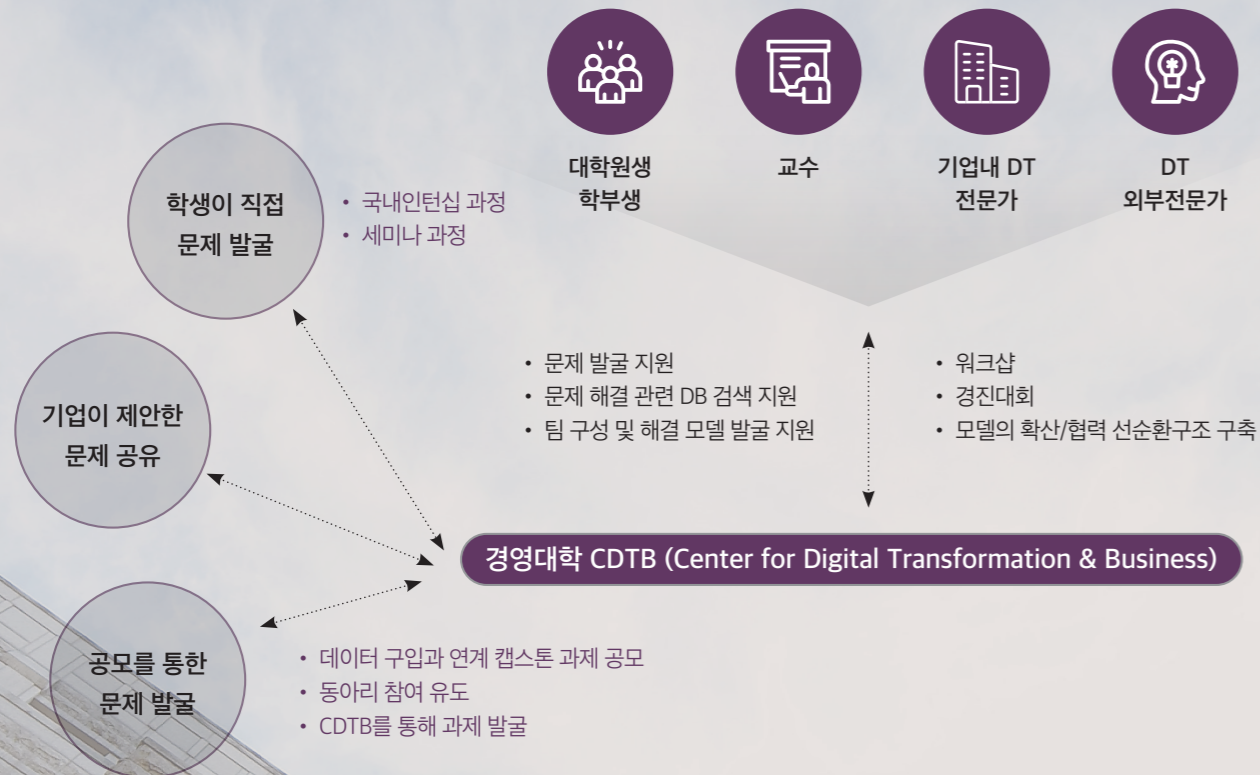 대학원생
학부생
교수
기업내 DT
전문가
DT
외부전문가
학생이 직접
문제 발굴
• 국내인턴십 과정
• 세미나 과정
기업이 제안한
문제 공유
• 문제 발굴 지원
• 문제 해결 관련 DB 검색 지원
• 팀 구성 및 해결 모델 발굴 지원
• 워크샵
• 경진대회
• 모델의 확산/협력 선순환구조 구축
경영대학 CDTB (Center for Digital Transformation & Business)
공모를 통한
문제 발굴
• 데이터 구입과 연계 캡스톤 과제 공모
• 동아리 참여 유도
• CDTB를 통해 과제 발굴